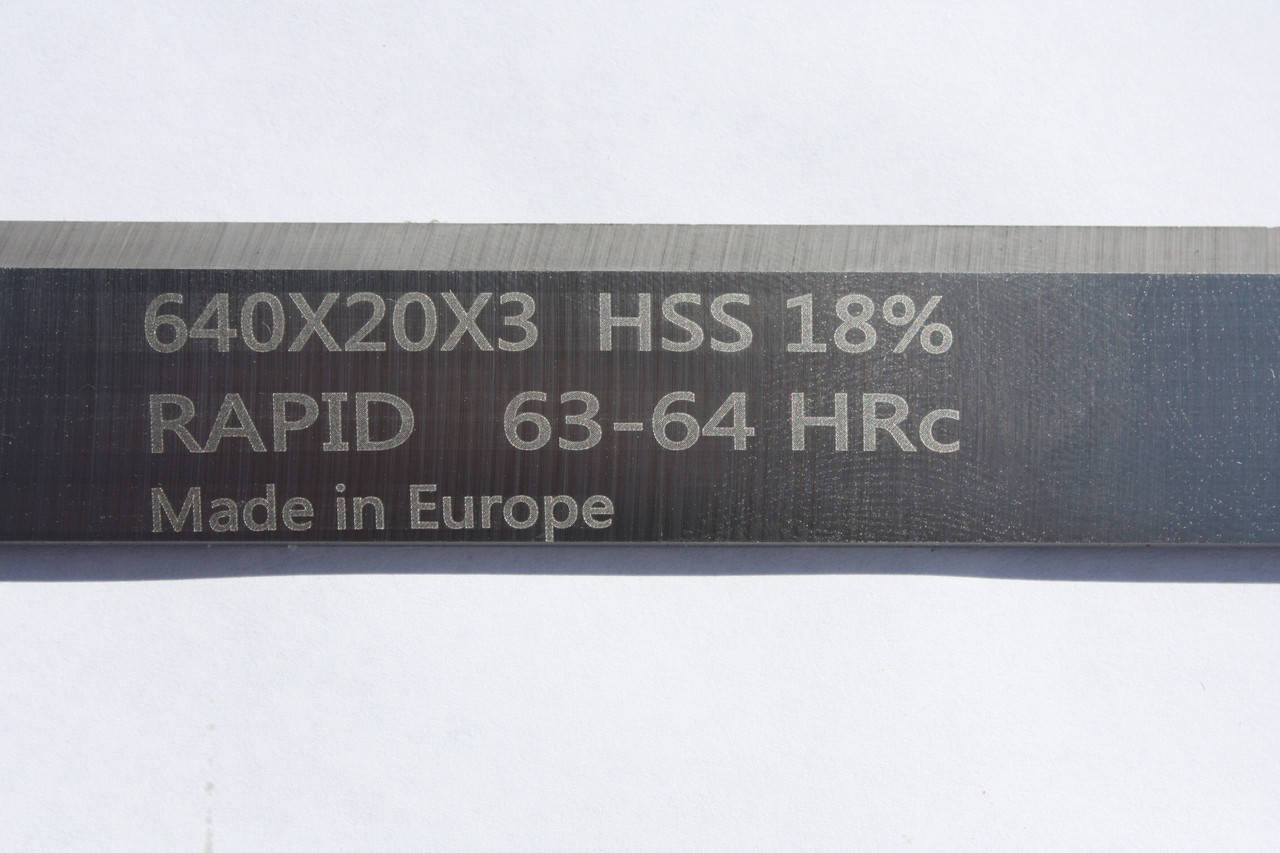 640X20X3 HSS 18%
RAPID 63-64 HRc
Made in Europe